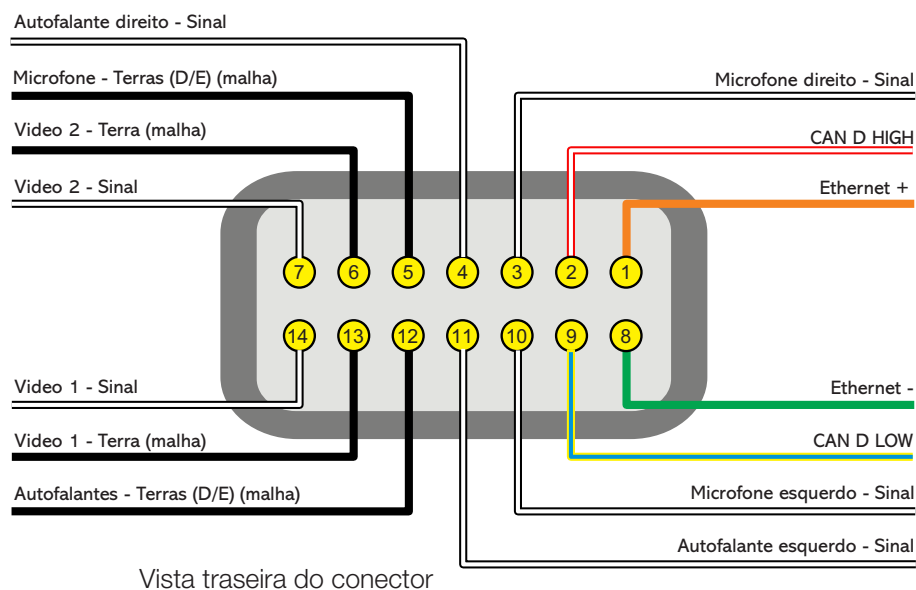 Autofalante direito - Sinal
Microfone - Terras (D/E) (malha)
Microfone direito - Sinal
Video 2 - Terra (malha)
CAN D HIGH
Video 2 - Sinal
Ethernet +
7 6 5 4 3 2 1
14 13 12 11 10 9 8
Video 1 - Sinal
Ethernet -
Video 1 - Terra (malha)
CAN D LOW
Autofalantes - Terras (D/E) (malha)
Microfone esquerdo - Sinal
Autofalante esquerdo - Sinal
Vista traseira do conector